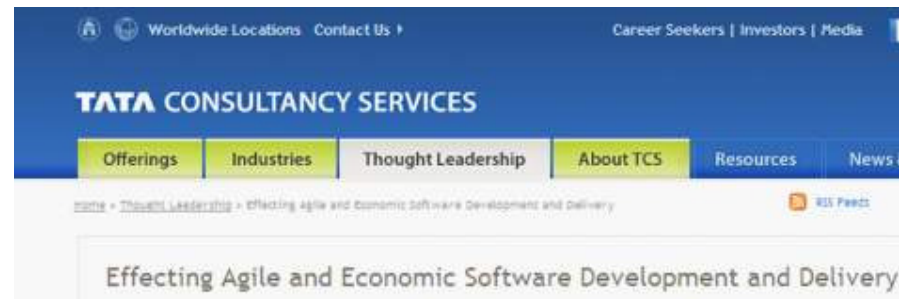 Worldwide Locations Contact Us Career Seekers | Investors | Media
TATA CONSULTANCY SERVICES
Offerings Industries Thought Leadership About TCS Resources News
Home > Thought Leadership > Effecting Agile and Economic Software Development and Delivery RSS Feeds
Effecting Agile and Economic Software Development and Delivery